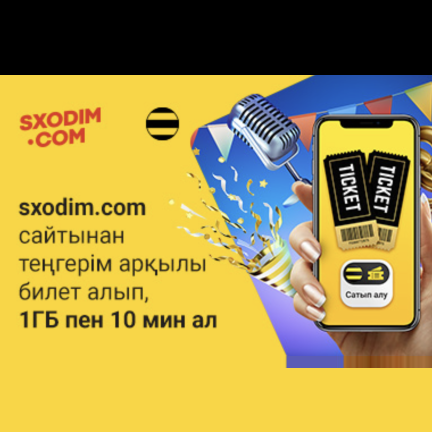 SXODIM
•COM
sxodim.com
сайтынан
теңгерім арқылы
билет алып,
1ГБ пен 10 мин ал
TICKET
TICKET
Сатып алу